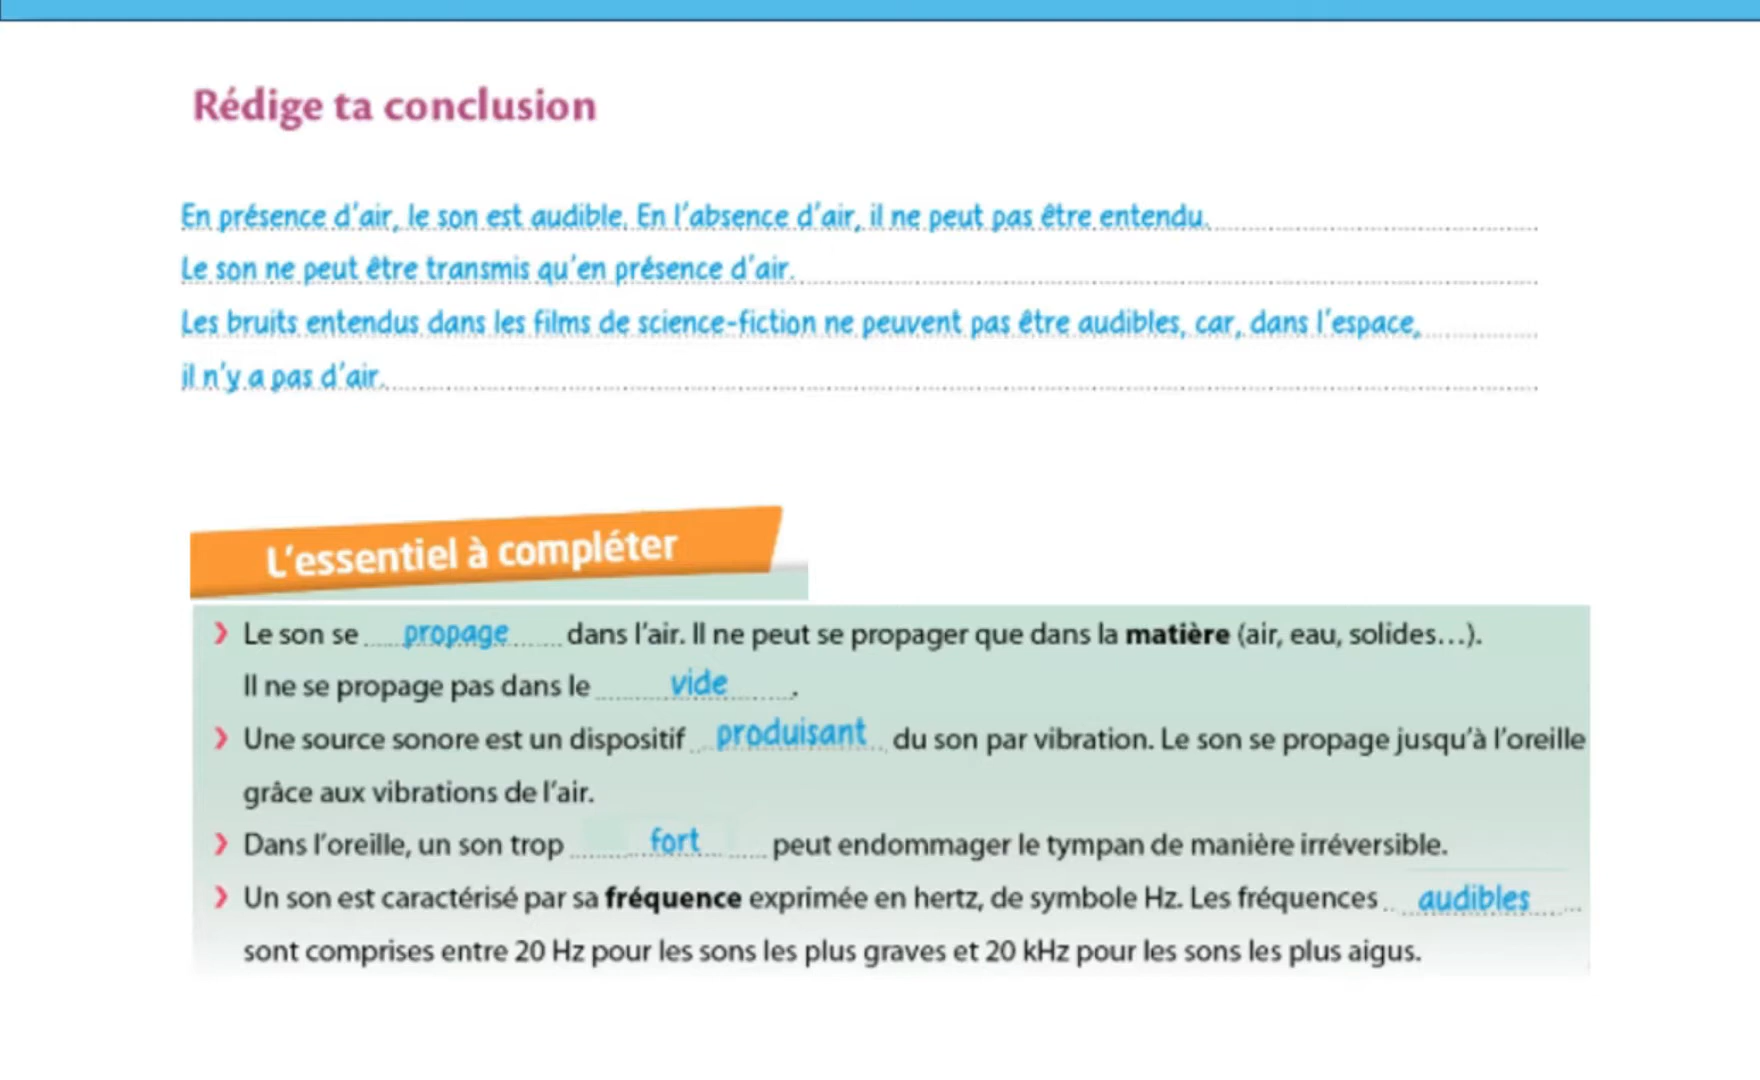 Rédige ta conclusion
En présence d'air, le son est audible. En l'absence d'air, il ne peut pas être entendu.
Le son ne peut être transmis qu'en présence d'air.
Les bruits entendus dans les films de science-fiction ne peuvent pas être audibles, car, dans l'espace,
il n'y a pas d'air.
L'essentiel à compléter
❯ Le son se propage dans l'air. Il ne peut se propager que dans la matière (air, eau, solides...).
Il ne se propage pas dans le vide.
❯ Une source sonore est un dispositif produisant du son par vibration. Le son se propage jusqu'à l'oreille
grâce aux vibrations de l'air.
❯ Dans l'oreille, un son trop fort peut endommager le tympan de manière irréversible.
❯ Un son est caractérisé par sa fréquence exprimée en hertz, de symbole Hz. Les fréquences audibles
sont comprises entre 20 Hz pour les sons les plus graves et 20 kHz pour les sons les plus aigus.